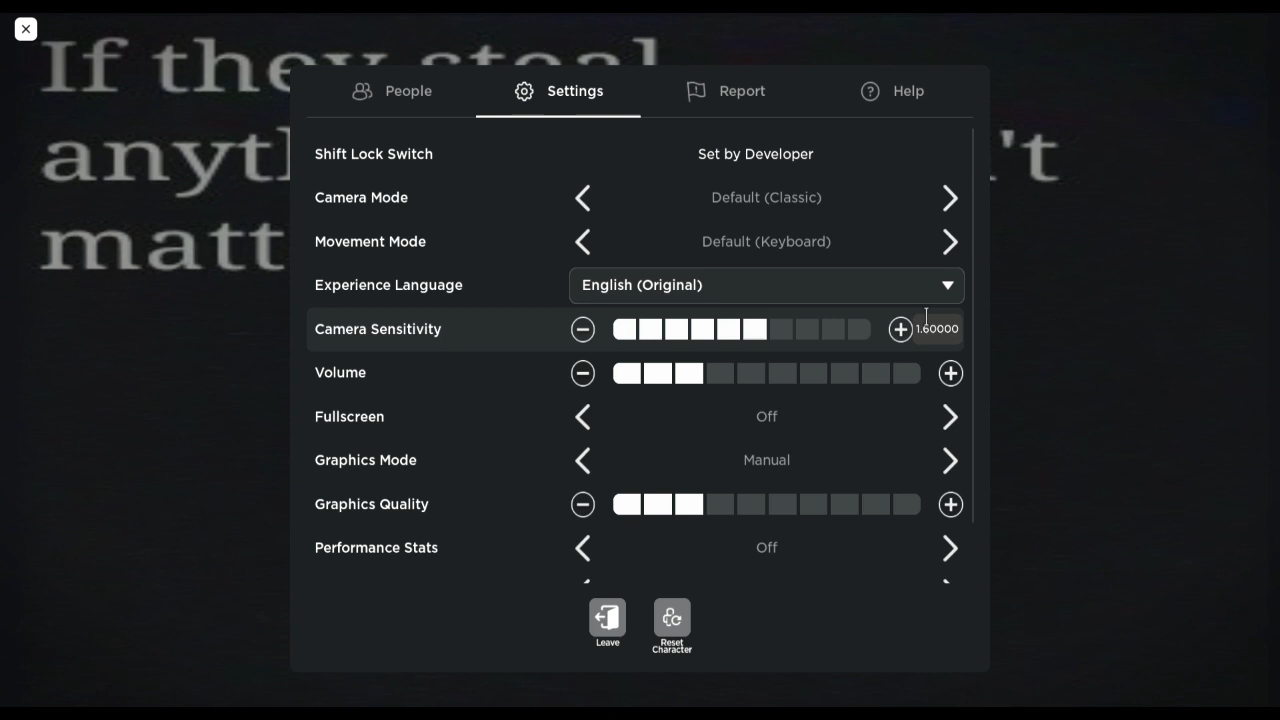 If they steal
anyth 't
matt
People Settings Report Help
Shift Lock Switch Set by Developer
Camera Mode Default (Classic)
Movement Mode Default (Keyboard)
Experience Language English (Original)
Camera Sensitivity 1.60000
Volume
Fullscreen Off
Graphics Mode Manual
Graphics Quality
Performance Stats Off
Leave Reset
Character